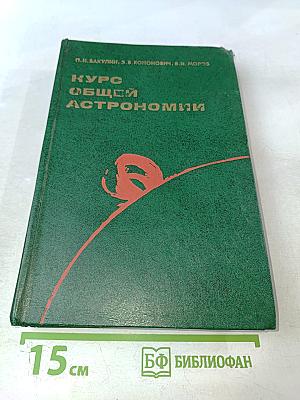 П. И. БАКУЛИН, Э. В. КОНОНОВИЧ, В. И. МОРОЗ
КУРС
ОБЩЕЙ
АСТРОНОМИИ
15 см
БФ БИБЛИОФАН